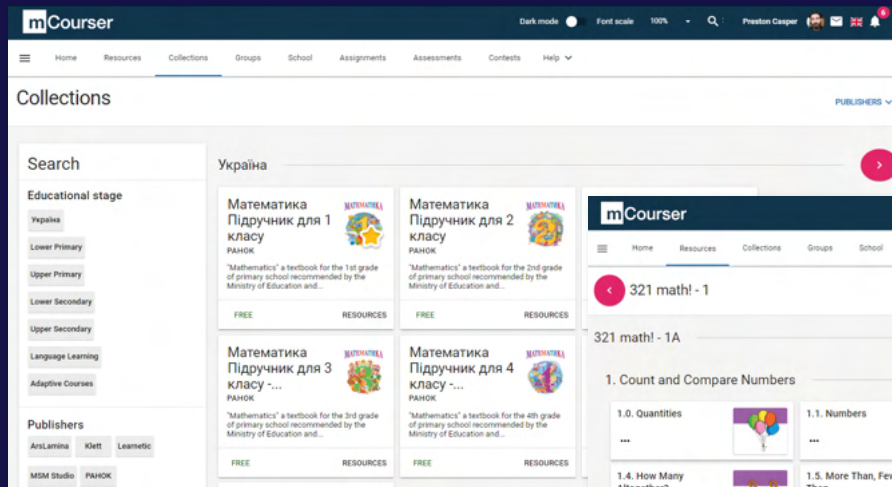 mCourser
Dark mode Font scale 100% Preston Casper 6
Home Resources Collections Groups School Assignments Assessments Contests Help
Collections
PUBLISHERS
Search
Educational stage
Україна
Lower Primary
Upper Primary
Lower Secondary
Upper Secondary
Language Learning
Adaptive Courses
Publishers
ArsLamina Klett Learnetic
MSM Studio РАНОК
Україна
Математика
Підручник для 1
класу
РАНОК
МАТЕМАТИКА
"Mathematics" a textbook for the 1st grade
of primary school recommended by the
Ministry of Education and...
FREE RESOURCES
Математика
Підручник для 2
класу
РАНОК
МАТЕМАТИКА
"Mathematics" a textbook for the 2nd grade
of primary school recommended by the
Ministry of Education and...
FREE RESOURCES
Математика
Підручник для 3
класу -...
РАНОК
МАТЕМАТИКА
"Mathematics" a textbook for the 3rd grade
of primary school recommended by the
Ministry of Education and...
FREE RESOURCES
Математика
Підручник для 4
класу -...
РАНОК
МАТЕМАТИКА
"Mathematics" a textbook for the 4th grade
of primary school recommended by the
Ministry of Education and...
FREE RESOURCES
mCourser
Home Resources Collections Groups School
321 math! - 1
321 math! - 1A
1. Count and Compare Numbers
1.0. Quantities
...
1.1. Numbers
...
1.4. How Many
Altogether?
1.5. More Than, Few
Than